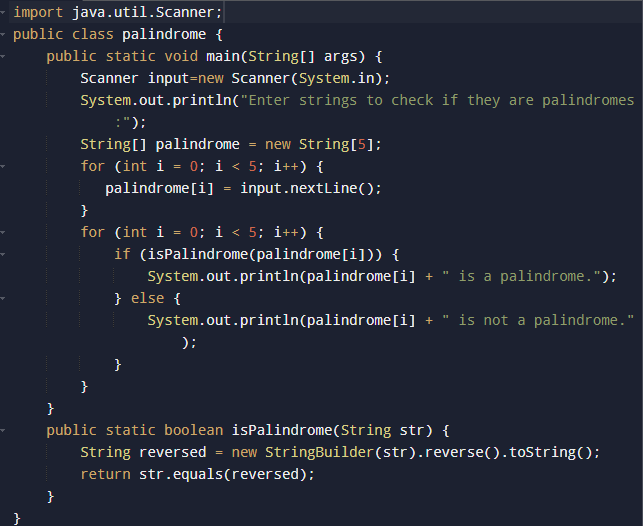 import java.util.Scanner;
public class palindrome {
    public static void main(String[] args) {
        Scanner input=new Scanner(System.in);
        System.out.println("Enter strings to check if they are palindromes
            :");
        String[] palindrome = new String[5];
        for (int i = 0; i < 5; i++) {
           palindrome[i] = input.nextLine();
        }
        for (int i = 0; i < 5; i++) {
            if (isPalindrome(palindrome[i])) {
                System.out.println(palindrome[i] + " is a palindrome.");
            } else {
                System.out.println(palindrome[i] + " is not a palindrome."
                    );
            }
        }
    }
    public static boolean isPalindrome(String str) {
        String reversed = new StringBuilder(str).reverse().toString();
        return str.equals(reversed);
    }
}